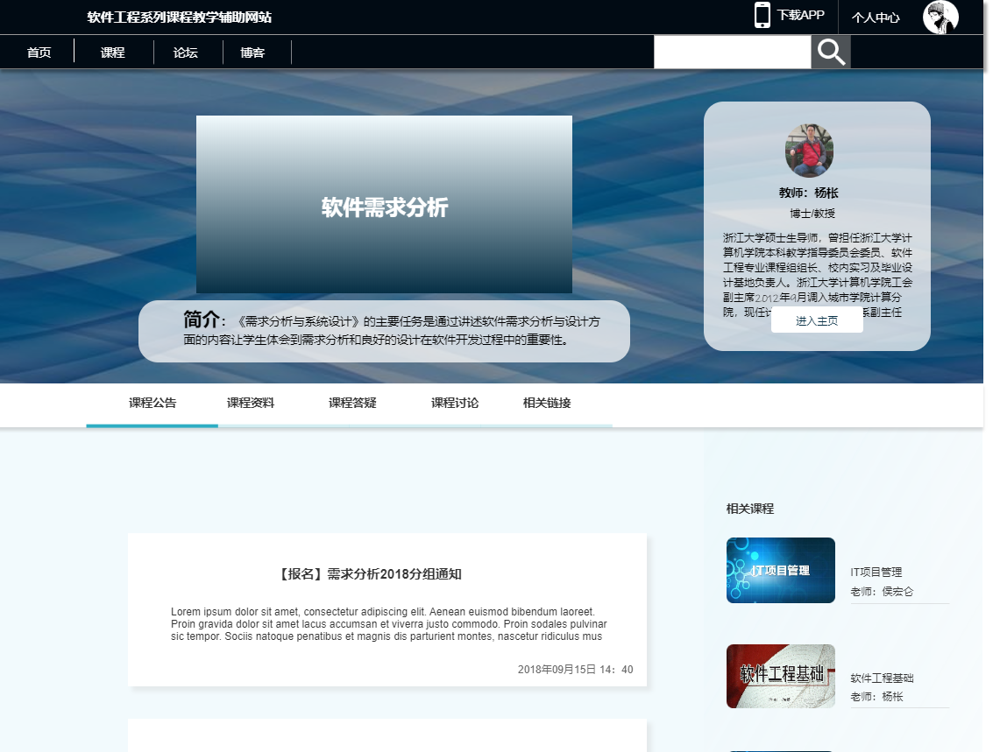 软件工程系列课程教学辅助网站
下载APP
个人中心
首页
课程
论坛
博客
软件需求分析
教师：杨枨
博士/教授
浙江大学硕士生导师，曾担任浙江大学计
算机学院本科教学指导委员会委员、软件
工程专业课程组组长、校内实习及毕业设
计基地负责人。浙江大学计算机学院工会
副主席2012年9月调入城市学院计算分
院，现任 系副主任
进入主页
简介：《需求分析与系统设计》的主要任务是通过讲述软件需求分析与设计方
面的内容让学生体会到需求分析和良好的设计在软件开发过程中的重要性。
课程公告
课程资料
课程答疑
课程讨论
相关链接
相关课程
【报名】需求分析2018分组通知
Lorem ipsum dolor sit amet, consectetur adipiscing elit. Aenean euismod bibendum laoreet.
Proin gravida dolor sit amet lacus accumsan et viverra justo commodo. Proin sodales pulvinar
sic tempor. Sociis natoque penatibus et magnis dis parturient montes, nascetur ridiculus mus
2018年09月15日 14：40
IT项目管理
IT项目管理
老师：侯宏仑
软件工程基础
软件工程基础
老师：杨枨